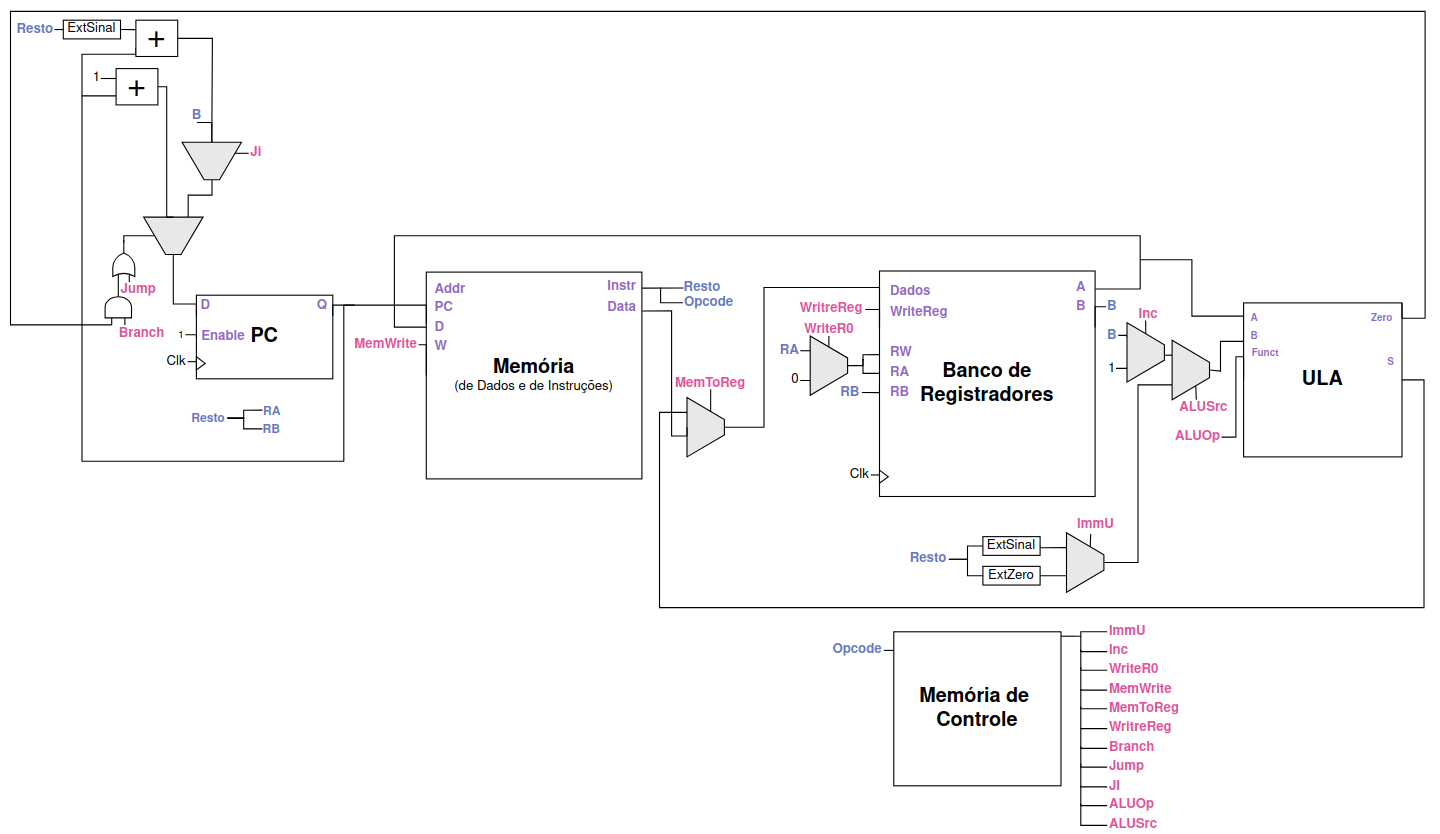 Resto
ExtSinal
+
1
+
B
Ji
Jump
Branch
D
Q
Enable
PC
1
Clk
Resto
RA
RB
Addr
PC
D
W
Instr
Data
MemWrite
Memória
(de Dados e de Instruções)
Resto
Opcode
MemToReg
WritreReg
WriteR0
RA
0
RB
Dados
WriteReg
RW
RA
RB
A
B
Banco de
Registradores
Clk
B
Inc
B
1
ALUSrc
ALUOp
A
B
Funct
Zero
S
ULA
ImmU
Resto
ExtSinal
ExtZero
Opcode
Memória de
Controle
ImmU
Inc
WriteR0
MemWrite
MemToReg
WritreReg
Branch
Jump
JI
ALUOp
ALUSrc